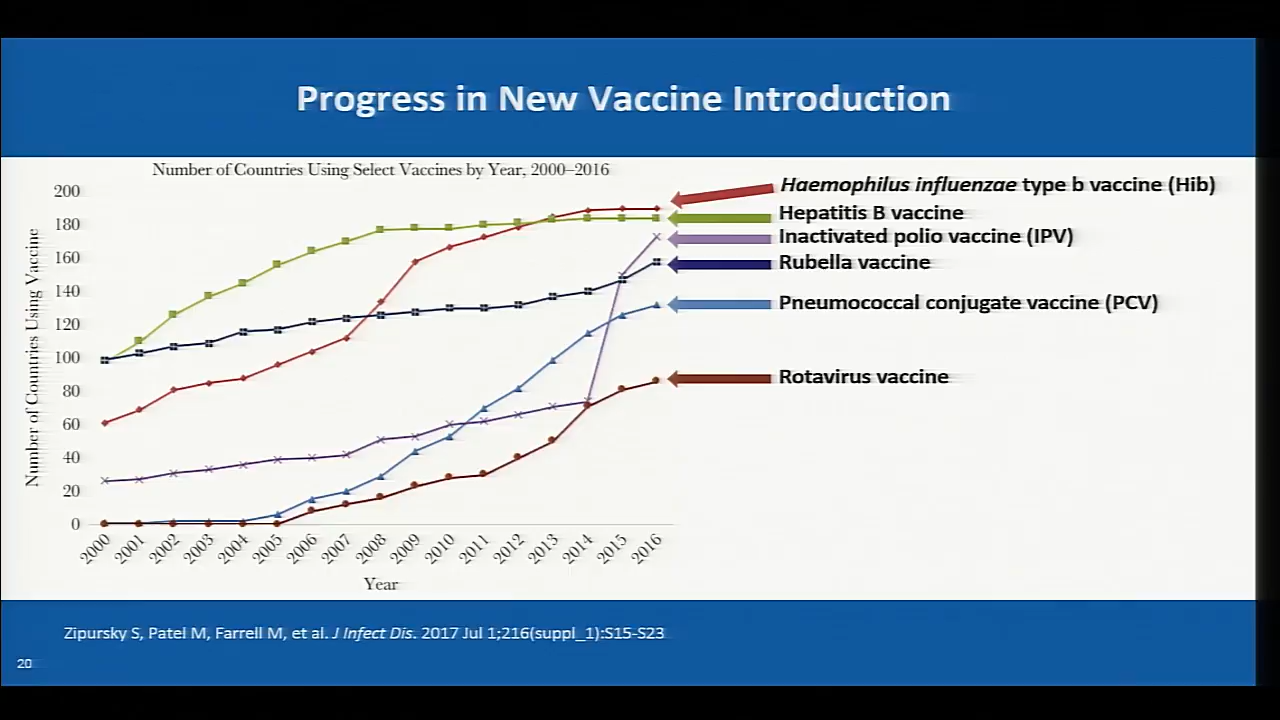 Progress in New Vaccine Introduction
Number of Countries Using Select Vaccines by Year, 2000–2016
Number of Countries Using Vaccine
200
180
160
140
120
100
80
60
40
20
0
2000
2001
2002
2003
2004
2005
2006
2007
2008
2009
2010
2011
2012
2013
2014
2015
2016
Year
Haemophilus influenzae type b vaccine (Hib)
Hepatitis B vaccine
Inactivated polio vaccine (IPV)
Rubella vaccine
Pneumococcal conjugate vaccine (PCV)
Rotavirus vaccine
Zipursky S, Patel M, Farrell M, et al. J Infect Dis. 2017 Jul 1;216(suppl_1):S15-S23
20